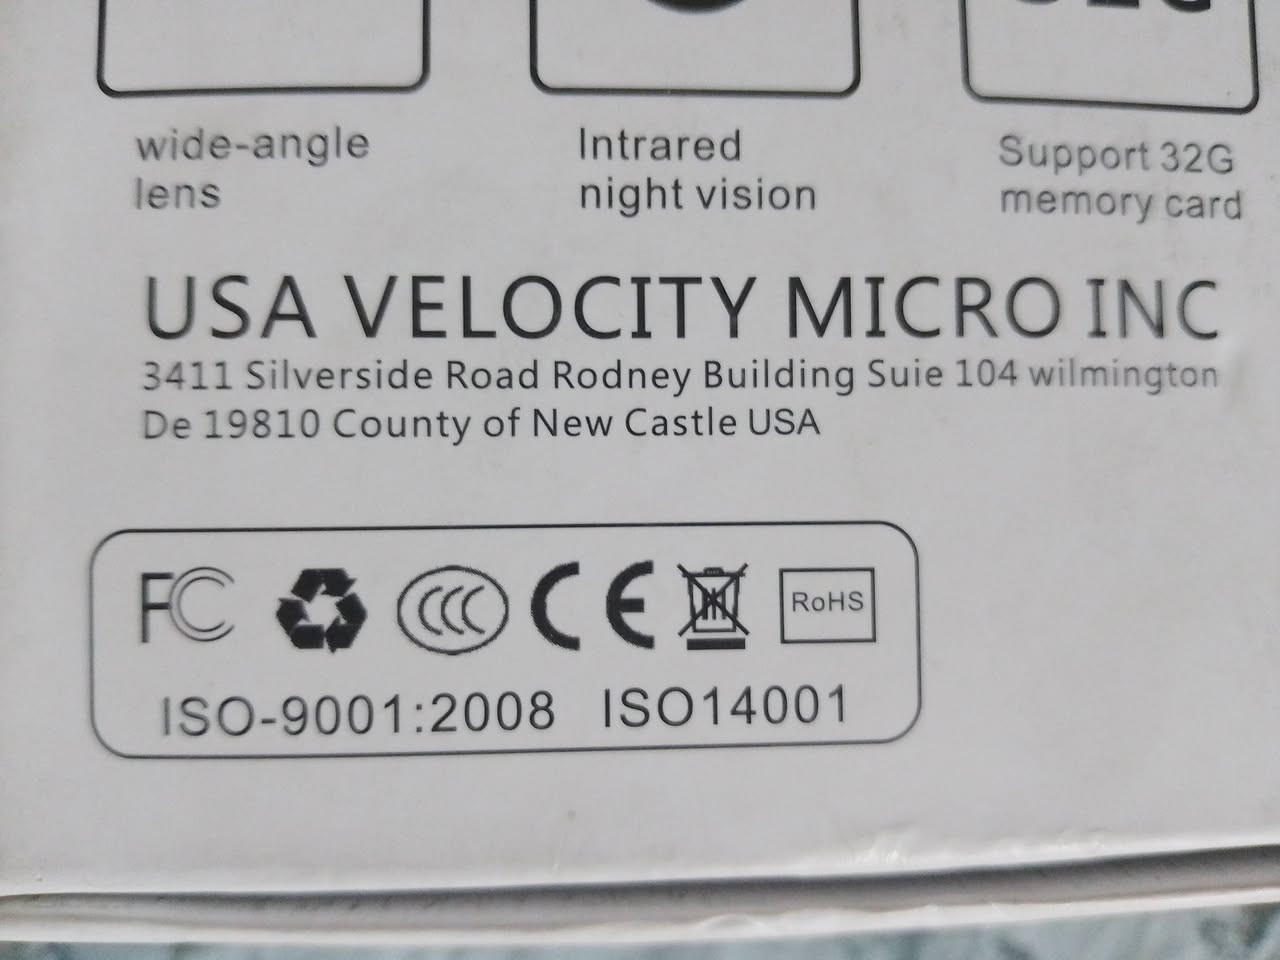 wide-angle
lens
Intrared
night vision
Support 32G
memory card
USA VELOCITY MICRO INC
3411 Silverside Road Rodney Building Suie 104 wilmington
De 19810 County of New Castle USA
FC CCC CE RoHS
ISO-9001:2008 ISO14001